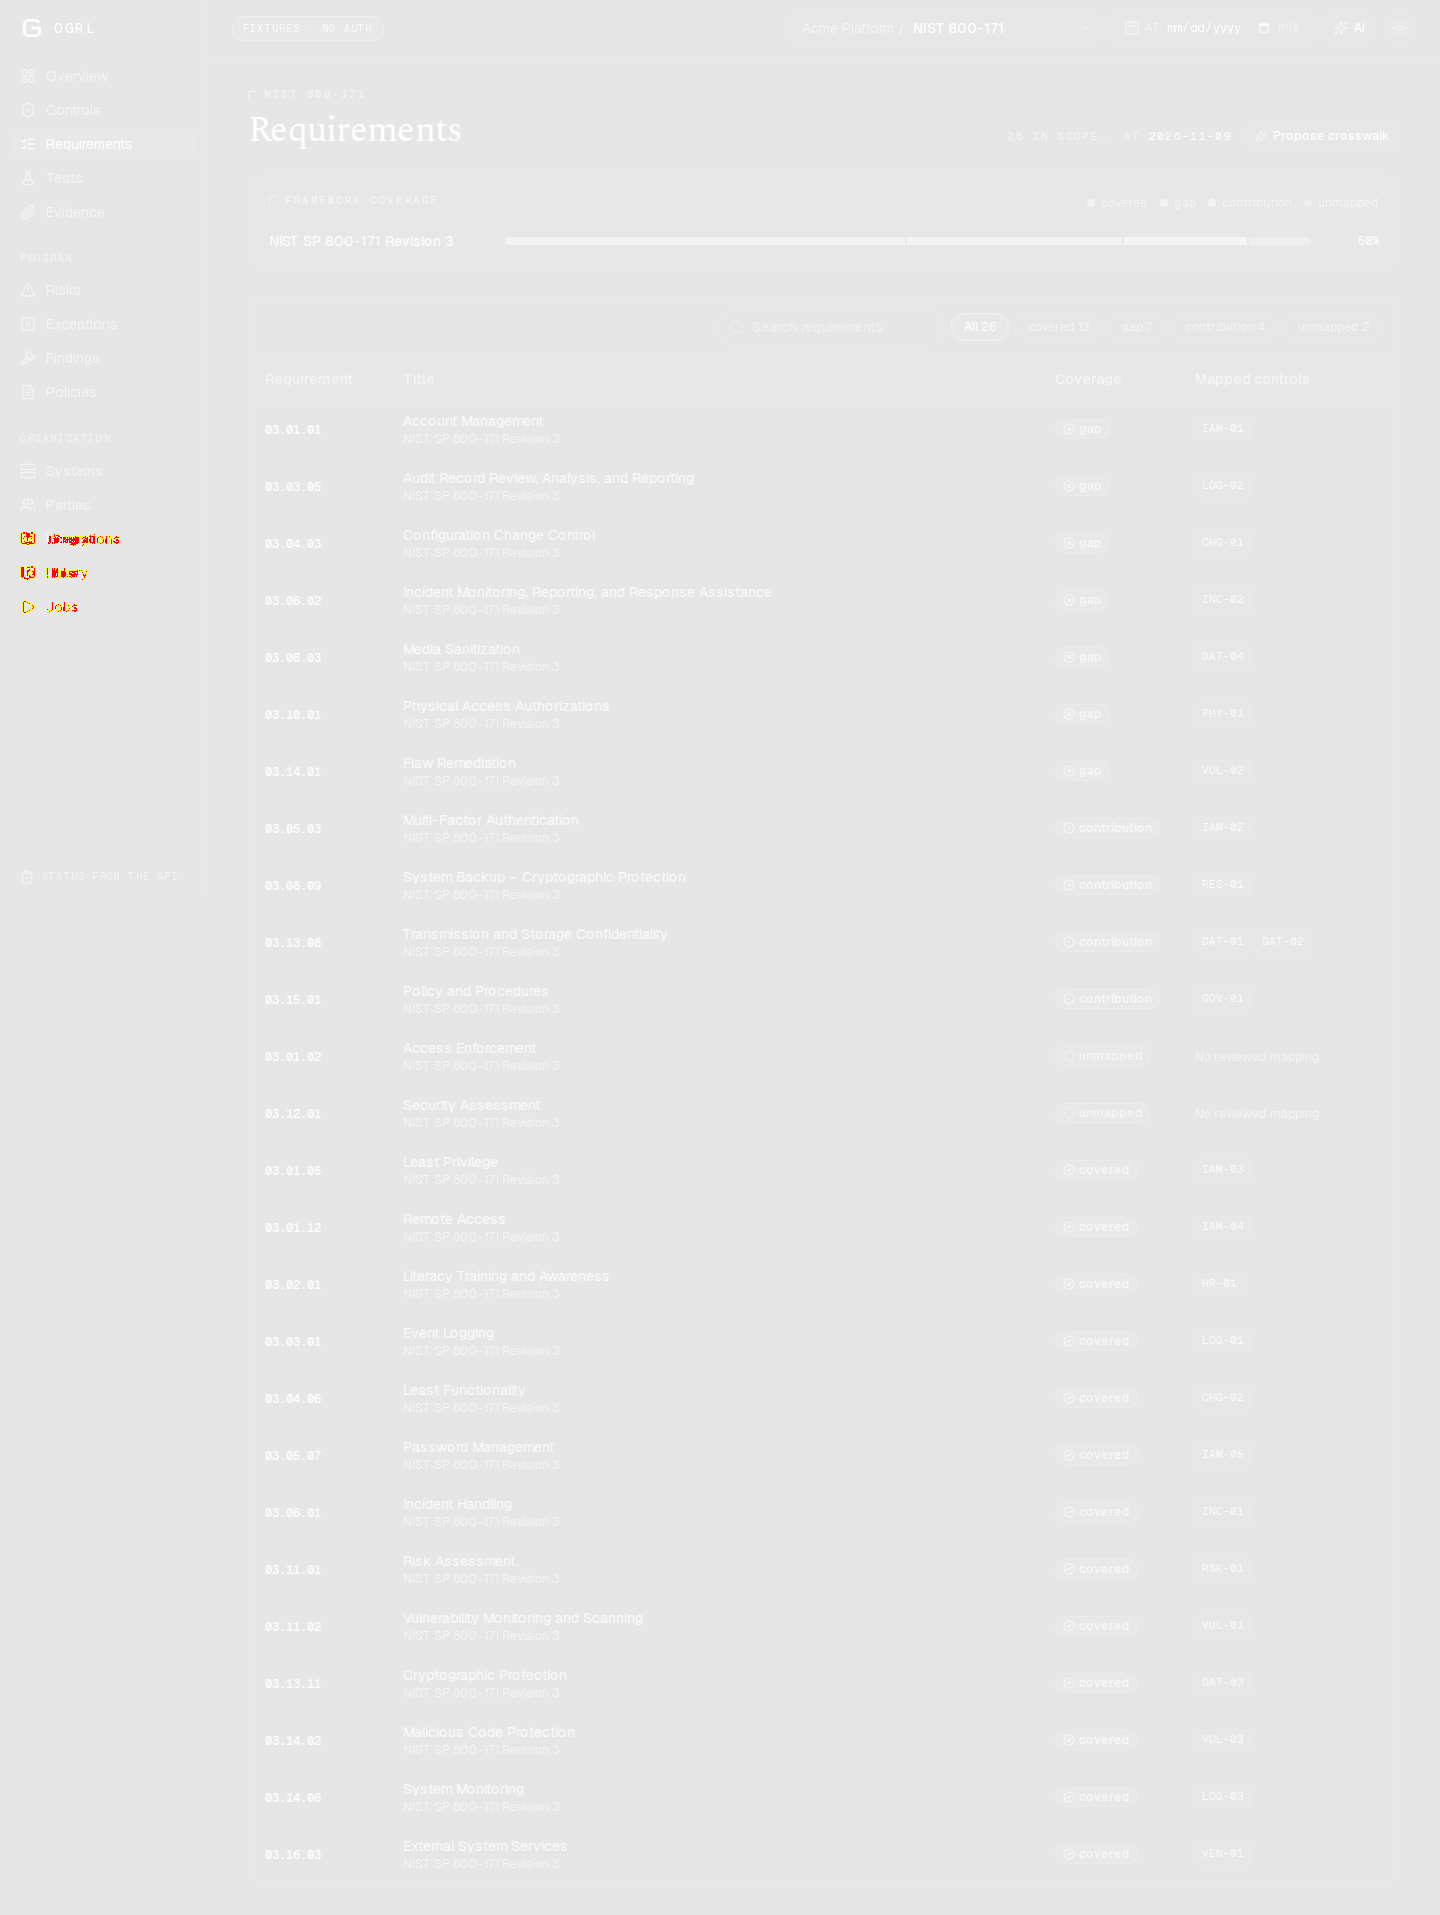 OGRL
FIXTURES NO AUTH
Acme Platform / NIST 800-171
AT mm/dd/yyyy NOW
AI
Overview
Controls
Requirements
Tests
Evidence
PROGRAM
Risks
Exceptions
Findings
Policies
ORGANIZATION
Systems
Parties
Jobs
STATUS FROM THE API
NIST 800-171
Requirements
26 IN SCOPE · AT 2026-11-09
Propose crosswalk
FRAMEWORK COVERAGE
covered gap contribution unmapped
NIST SP 800-171 Revision 3 50%
Search requirements
All 26 covered 13 gap 7 contribution 4 unmapped 2
Requirement Title Coverage Mapped controls
03.01.01 Account Management gap IAM-01
NIST SP 800-171 Revision 3
03.03.05 Audit Record Review, Analysis, and Reporting gap LOG-02
NIST SP 800-171 Revision 3
03.04.03 Configuration Change Control gap CHG-01
NIST SP 800-171 Revision 3
03.06.02 Incident Monitoring, Reporting, and Response Assistance gap INC-02
NIST SP 800-171 Revision 3
03.08.03 Media Sanitization gap DAT-04
NIST SP 800-171 Revision 3
03.10.01 Physical Access Authorizations gap PHY-01
NIST SP 800-171 Revision 3
03.14.01 Flaw Remediation gap VUL-02
NIST SP 800-171 Revision 3
03.05.03 Multi-Factor Authentication contribution IAM-02
NIST SP 800-171 Revision 3
03.08.09 System Backup – Cryptographic Protection contribution RES-01
NIST SP 800-171 Revision 3
03.13.08 Transmission and Storage Confidentiality contribution DAT-01 DAT-02
NIST SP 800-171 Revision 3
03.15.01 Policy and Procedures contribution GOV-01
NIST SP 800-171 Revision 3
03.01.02 Access Enforcement unmapped No reviewed mapping
NIST SP 800-171 Revision 3
03.12.01 Security Assessment unmapped No reviewed mapping
NIST SP 800-171 Revision 3
03.01.05 Least Privilege covered IAM-03
NIST SP 800-171 Revision 3
03.01.12 Remote Access covered IAM-04
NIST SP 800-171 Revision 3
03.02.01 Literacy Training and Awareness covered HR-01
NIST SP 800-171 Revision 3
03.03.01 Event Logging covered LOG-01
NIST SP 800-171 Revision 3
03.04.06 Least Functionality covered CHG-02
NIST SP 800-171 Revision 3
03.05.07 Password Management covered IAM-05
NIST SP 800-171 Revision 3
03.06.01 Incident Handling covered INC-01
NIST SP 800-171 Revision 3
03.11.01 Risk Assessment covered RSK-01
NIST SP 800-171 Revision 3
03.11.02 Vulnerability Monitoring and Scanning covered VUL-01
NIST SP 800-171 Revision 3
03.13.11 Cryptographic Protection covered DAT-03
NIST SP 800-171 Revision 3
03.14.02 Malicious Code Protection covered VUL-03
NIST SP 800-171 Revision 3
03.14.06 System Monitoring covered LOG-03
NIST SP 800-171 Revision 3
03.16.03 External System Services covered VEN-01
NIST SP 800-171 Revision 3